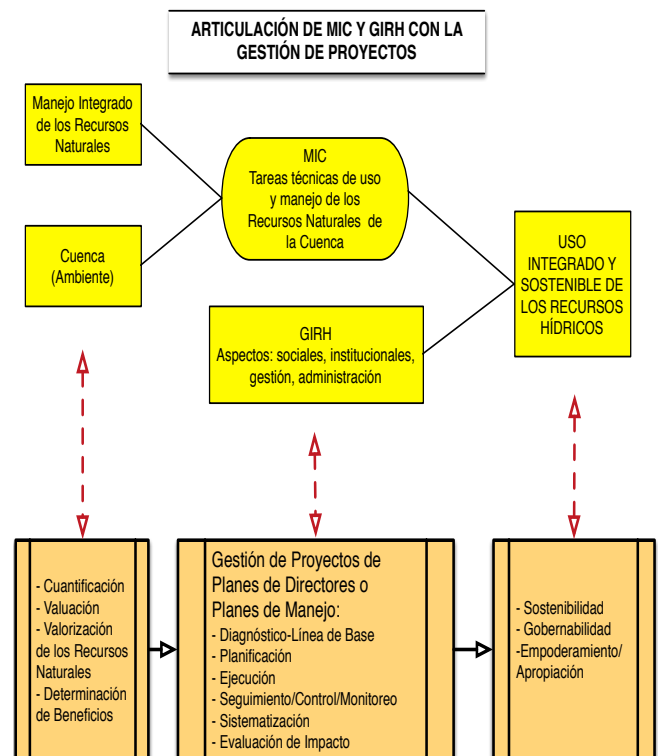 ARTICULACIÓN DE MIC Y GIRH CON LA
GESTIÓN DE PROYECTOS
Manejo Integrado
de los Recursos
Naturales
MIC
Tareas técnicas de uso
y manejo de los
Recursos Naturales de
la Cuenca
Cuenca
(Ambiente)
USO
INTEGRADO Y
SOSTENIBLE DE
LOS RECURSOS
HÍDRICOS
GIRH
Aspectos: sociales, institucionales,
gestión, administración
- Cuantificación
- Valuación
- Valorización
de los Recursos
Naturales
- Determinación
de Beneficios
Gestión de Proyectos de
Planes de Directores o
Planes de Manejo:
- Diagnóstico-Línea de Base
- Planificación
- Ejecución
- Seguimiento/Control/Monitoreo
- Sistematización
- Evaluación de Impacto
- Sostenibilidad
- Gobernabilidad
-Empoderamiento/
Apropiación